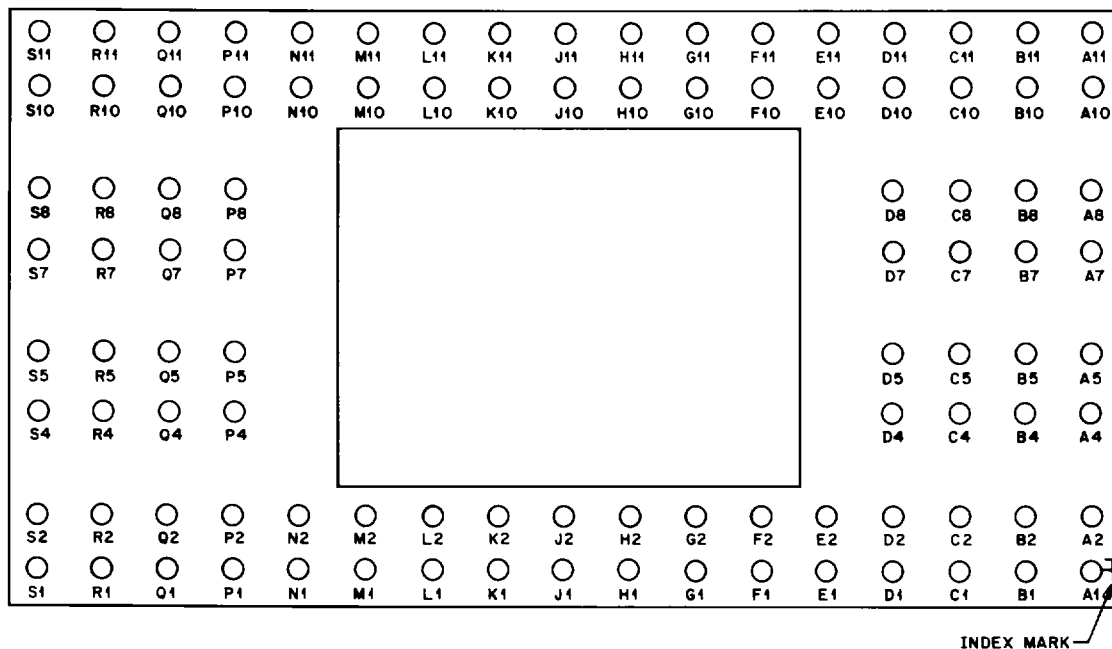 S11 R11 Q11 P11 N11 M11 L11 K11 J11 H11 G11 F11 E11 D11 C11 B11 A11
S10 R10 Q10 P10 N10 M10 L10 K10 J10 H10 G10 F10 E10 D10 C10 B10 A10
S8 R8 Q8 P8 D8 C8 B8 A8
S7 R7 Q7 P7 D7 C7 B7 A7
S5 R5 Q5 P5 D5 C5 B5 A5
S4 R4 Q4 P4 D4 C4 B4 A4
S2 R2 Q2 P2 N2 M2 L2 K2 J2 H2 G2 F2 E2 D2 C2 B2 A2
S1 R1 Q1 P1 N1 M1 L1 K1 J1 H1 G1 F1 E1 D1 C1 B1 A1
INDEX MARK